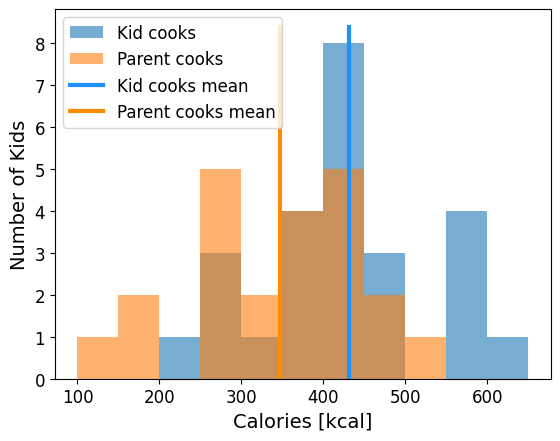 Kid cooks
Parent cooks
Kid cooks mean
Parent cooks mean
8
7
6
5
4
3
2
1
0
Number of Kids
100 200 300 400 500 600
Calories [kcal]